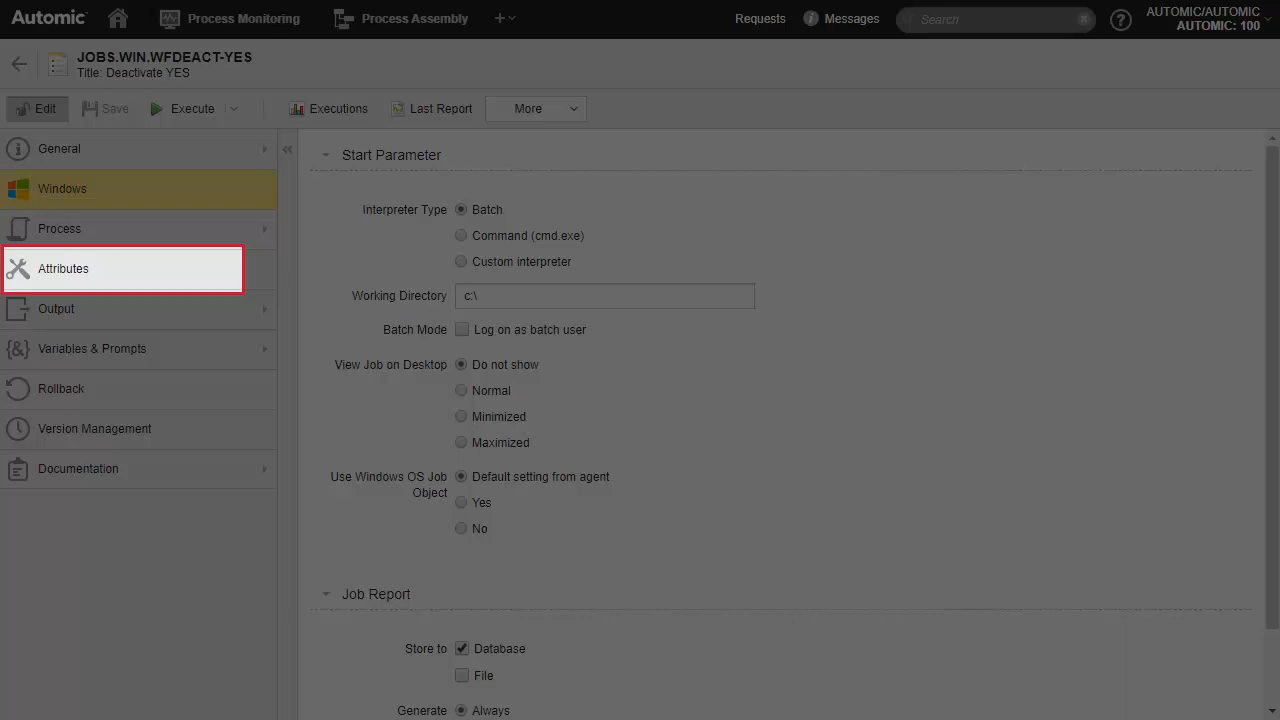 Automic
Process Monitoring
Process Assembly
Requests
Messages
Search
AUTOMIC/AUTOMIC
AUTOMIC: 100
JOBS.WIN.WFDEACT-YES
Title: Deactivate YES
Edit
Save
Execute
Executions
Last Report
More
General
Windows
Process
Attributes
Output
Variables & Prompts
Rollback
Version Management
Documentation
Start Parameter
Interpreter Type
Batch
Command (cmd.exe)
Custom interpreter
Working Directory
c:\
Batch Mode
Log on as batch user
View Job on Desktop
Do not show
Normal
Minimized
Maximized
Use Windows OS Job
Object
Default setting from agent
Yes
No
Job Report
Store to
Database
File
Generate
Always